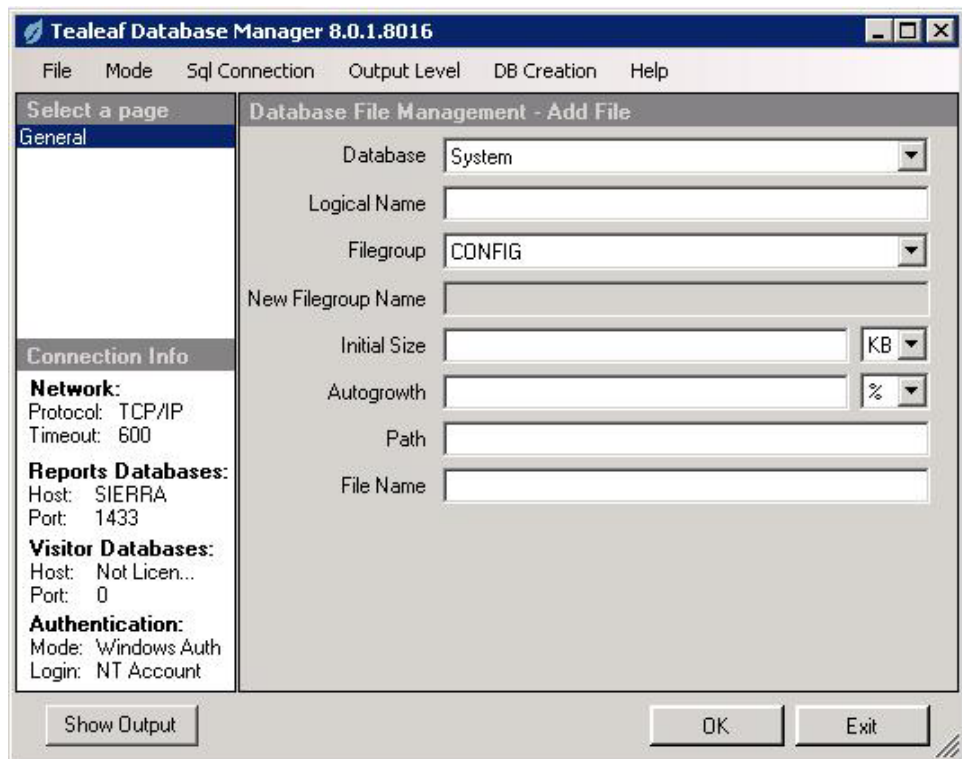 Tealeaf Database Manager 8.0.1.8016
File Mode Sql Connection Output Level DB Creation Help
Select a page
General
Database File Management - Add File
Database System
Logical Name
Filegroup CONFIG
New Filegroup Name
Initial Size KB
Autogrowth %
Path
File Name
Connection Info
Network:
Protocol: TCP/IP
Timeout: 600
Reports Databases:
Host: SIERRA
Port: 1433
Visitor Databases:
Host: Not Licen...
Port: 0
Authentication:
Mode: Windows Auth
Login: NT Account
Show Output OK Exit